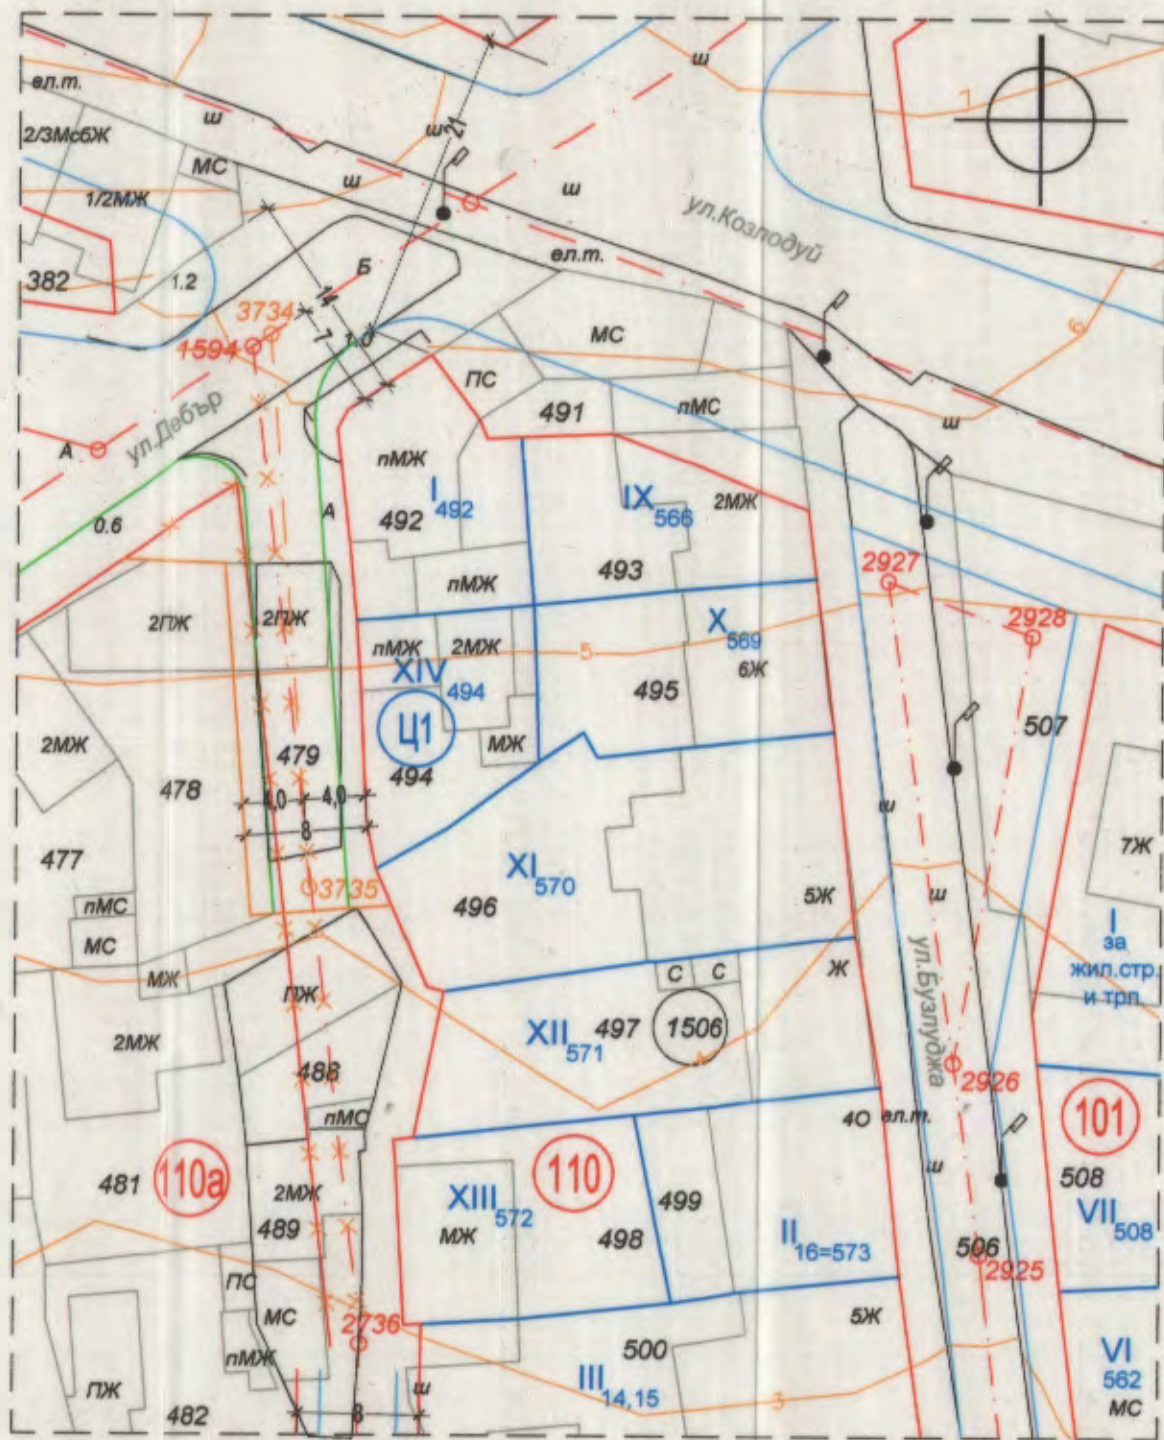 ел.т.
ш
21
ш
ш
7
2/3МсбЖ
МС
ш
ш
ш
1/2МЖ
ул.Козлодуй
ел.т.
382
1.2
Б
14
3734
7
1,0
1594
МС
6
ПС
491
пМС
ул.Дебър
А
пМЖ
I 492
492
IX 566
2МЖ
ш
0.6
А
493
2927
пМЖ
2ПЖ
2ПЖ
X 569
2928
пМЖ
2МЖ
5
6Ж
XIV 494
495
Ц1
МЖ
507
2МЖ
479
494
478
4,0
4,0
ш
8
7Ж
477
XI 570
3735
496
5Ж
ш
пМС
МС
I
за
жил.стр.
и трп.
ул.Бузлуджа
МЖ
С
С
Ж
ПЖ
XII 571
497
1506
2МЖ
4
488
2926
пМС
4О
ел.т.
101
110а
110
ш
481
2МЖ
XIII 572
499
508
VII 508
489
МЖ
498
II 16=573
506
2925
ПС
МС
2736
5Ж
500
пМЖ
VI 562
ПЖ
ш
III 14,15
3
МС
482
8